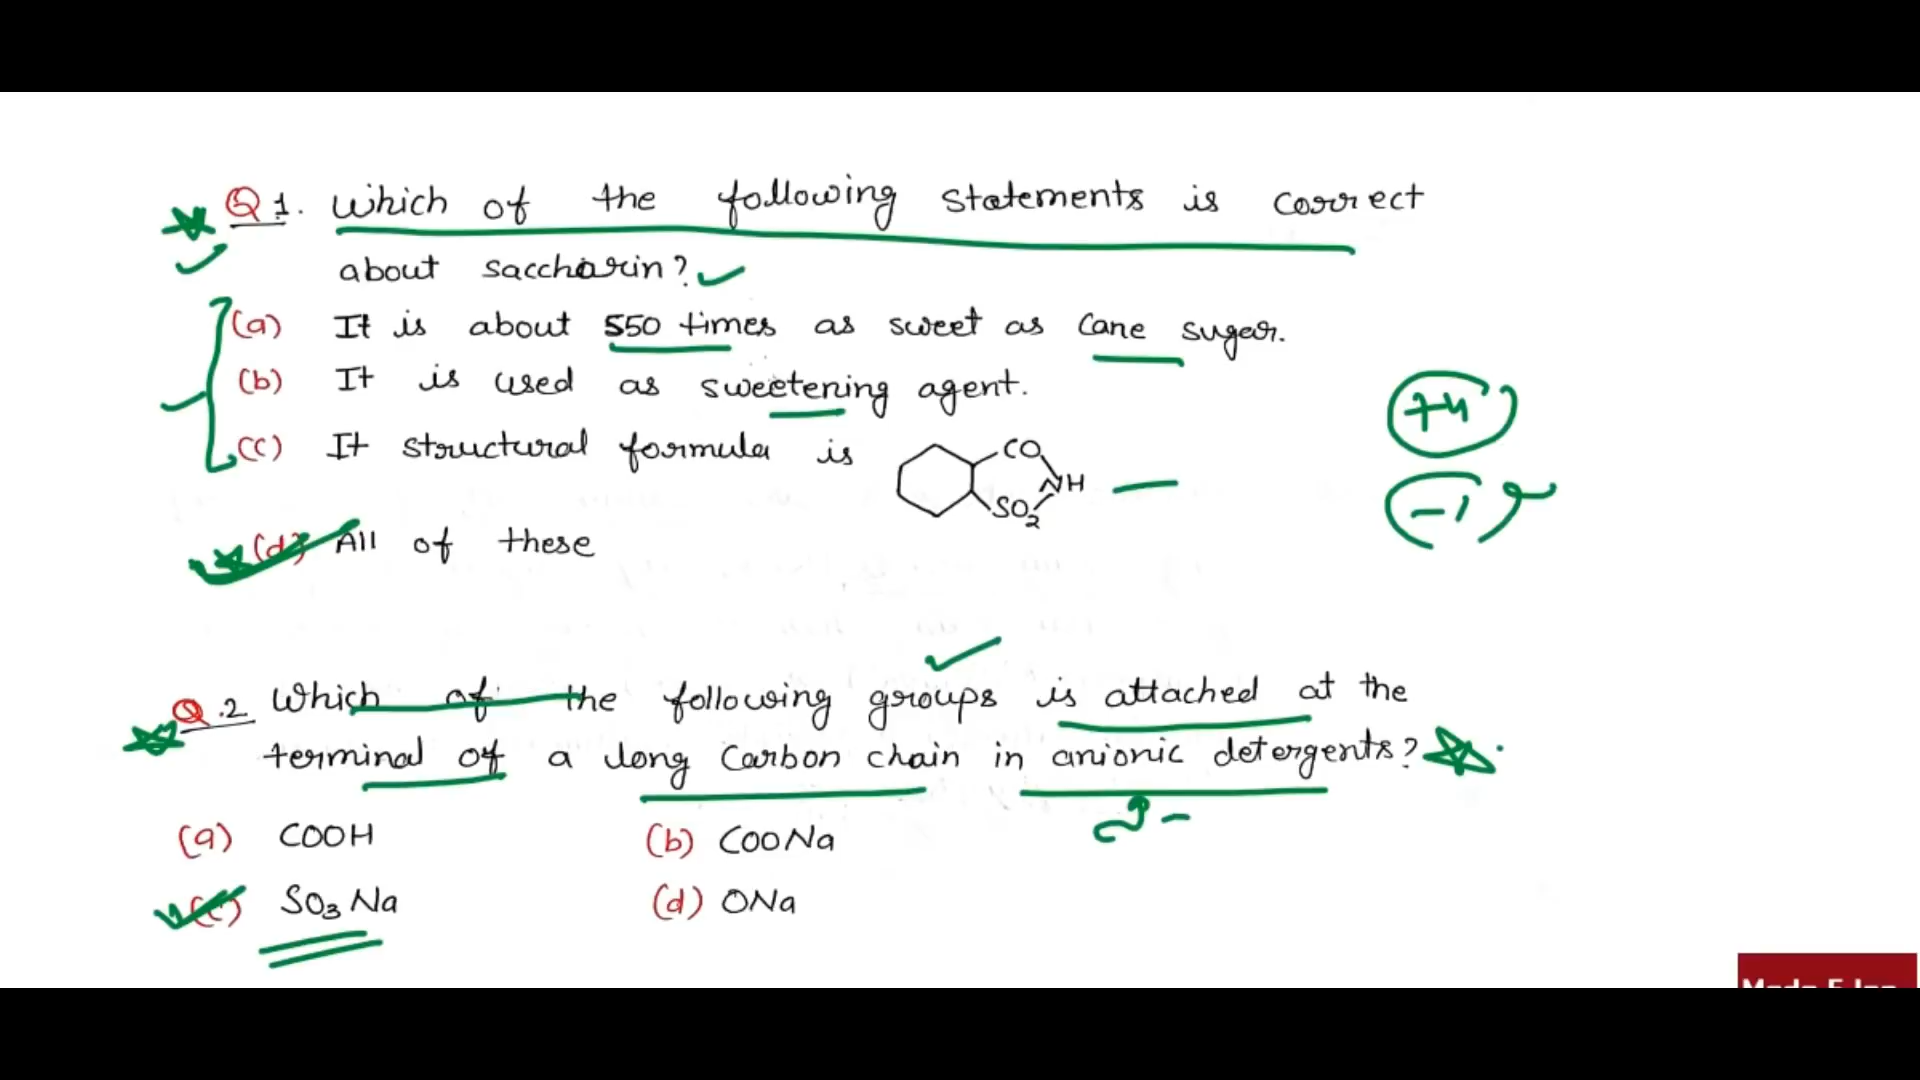 Q1. Which of the following statements is correct
about saccharin?
(a) It is about 550 times as sweet as cane sugar.
(b) It is used as sweetening agent.
(c) It structural formula is CO NH SO2
(d) All of these
+4
-1
Q.2 Which of the following groups is attached at the
terminal of a long carbon chain in anionic detergents?
(a) COOH (b) COONa
(c) SO3Na (d) ONa